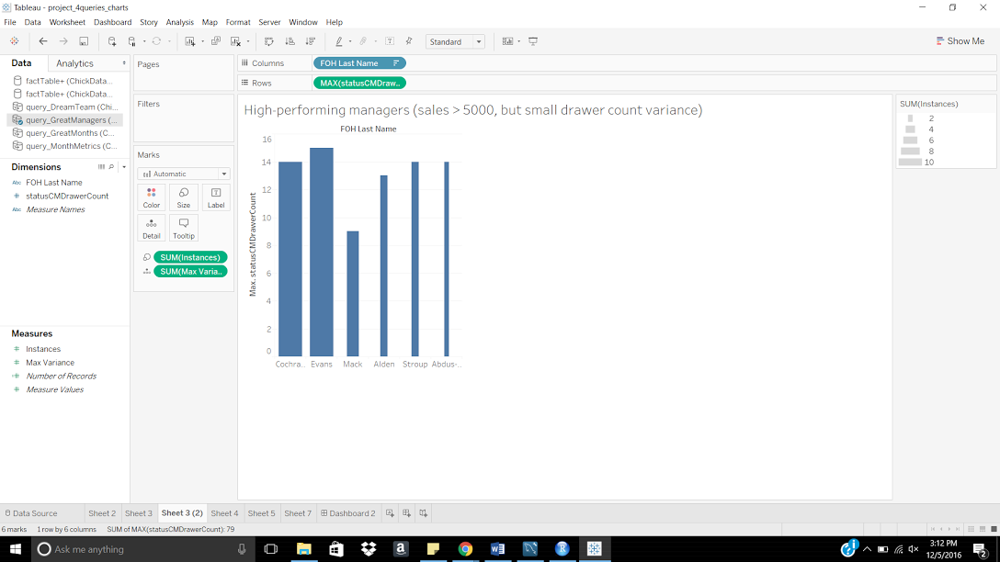 Tableau - project_4queries_charts
File Data Worksheet Dashboard Story Analysis Map Format Server Window Help
Standard
Show Me
Data Analytics
factTable+ (ChickData...
factTable+ (ChickData...
query_DreamTeam (Chi...
query_GreatManagers (...
query_GreatMonths (C...
query_MonthMetrics (C...
Dimensions
Abc FOH Last Name
# statusCMDrawerCount
Abc Measure Names
Measures
# Instances
# Max Variance
Number of Records
# Measure Values
Pages
Filters
Marks
Automatic
Color Size Label
Detail Tooltip
SUM(Instances)
SUM(Max Varia..
Columns FOH Last Name
Rows MAX(statusCMDraw..
High-performing managers (sales > 5000, but small drawer count variance)
FOH Last Name
Max. statusCMDrawerCount
16
14
12
10
8
6
4
2
0
Cochra.. Evans Mack Alden Stroup Abdus-..
SUM(Instances)
2
4
6
8
10
Data Source Sheet 2 Sheet 3 Sheet 3 (2) Sheet 4 Sheet 5 Sheet 7 Dashboard 2
6 marks 1 row by 6 columns SUM of MAX(statusCMDrawerCount): 79
Ask me anything
3:12 PM
12/5/2016
2